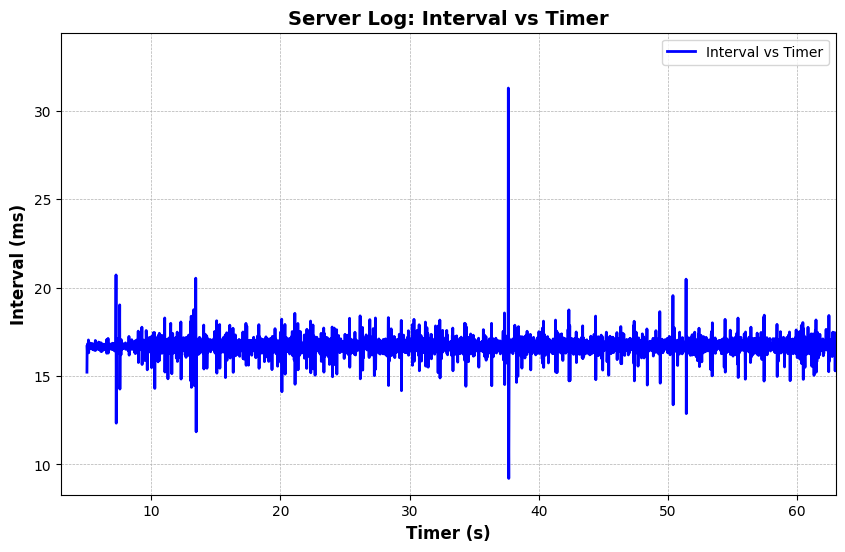 Server Log: Interval vs Timer
Interval vs Timer
Interval (ms)
30
25
20
15
10
10 20 30 40 50 60
Timer (s)